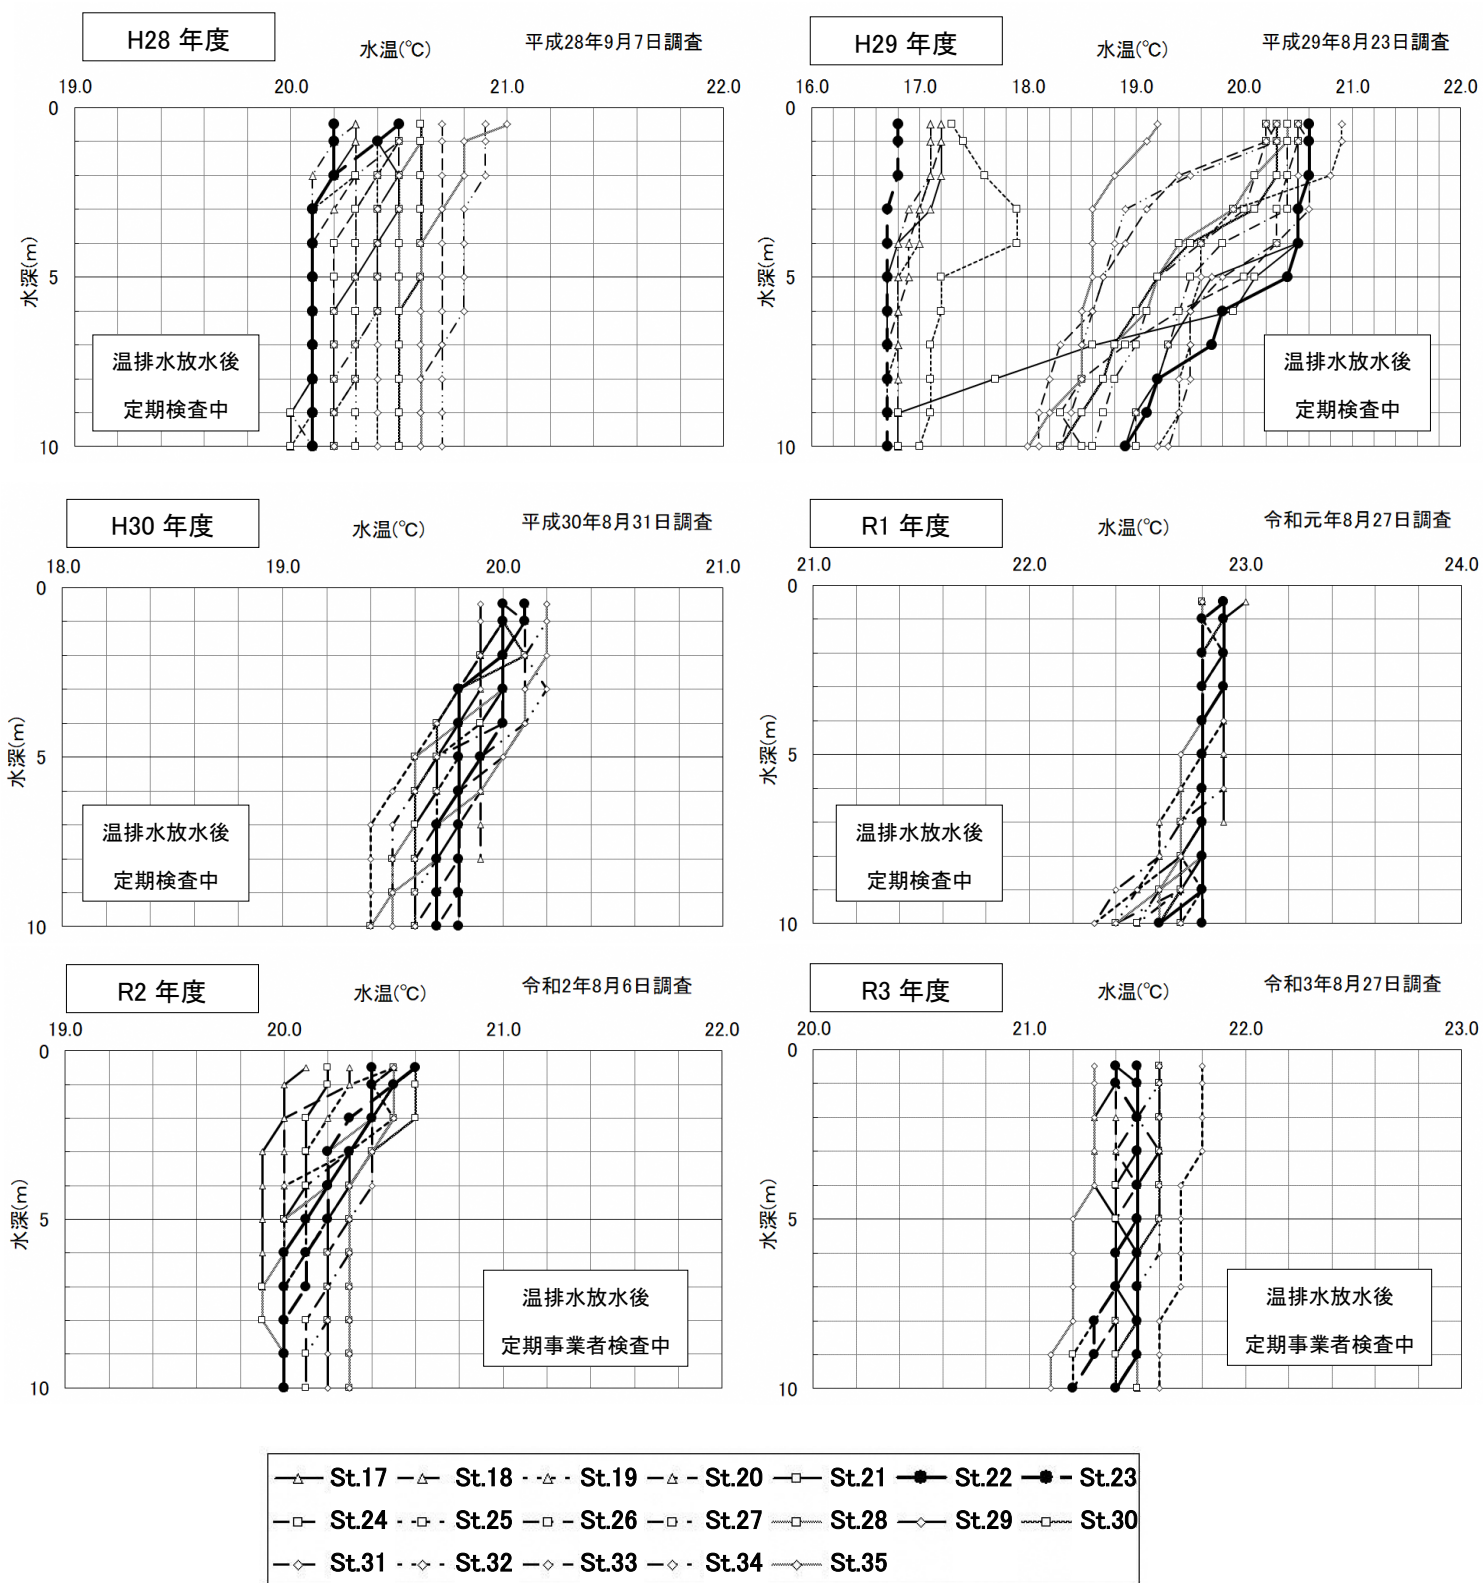 H28 年度
水温(℃)
平成28年9月7日調査
19.0 20.0 21.0 22.0
0
水深(m)
5
温排水放水後
定期検査中
10
H29 年度
水温(℃)
平成29年8月23日調査
16.0 17.0 18.0 19.0 20.0 21.0 22.0
0
水深(m)
5
温排水放水後
定期検査中
10
H30 年度
水温(℃)
平成30年8月31日調査
18.0 19.0 20.0 21.0
0
水深(m)
5
温排水放水後
定期検査中
10
R1 年度
水温(℃)
令和元年8月27日調査
21.0 22.0 23.0 24.0
0
水深(m)
5
温排水放水後
定期検査中
10
R2 年度
水温(℃)
令和2年8月6日調査
19.0 20.0 21.0 22.0
0
水深(m)
5
温排水放水後
定期事業者検査中
10
R3 年度
水温(℃)
令和3年8月27日調査
20.0 21.0 22.0 23.0
0
水深(m)
5
温排水放水後
定期事業者検査中
10
St.17 St.18 St.19 St.20 St.21 St.22 St.23
St.24 St.25 St.26 St.27 St.28 St.29 St.30
St.31 St.32 St.33 St.34 St.35